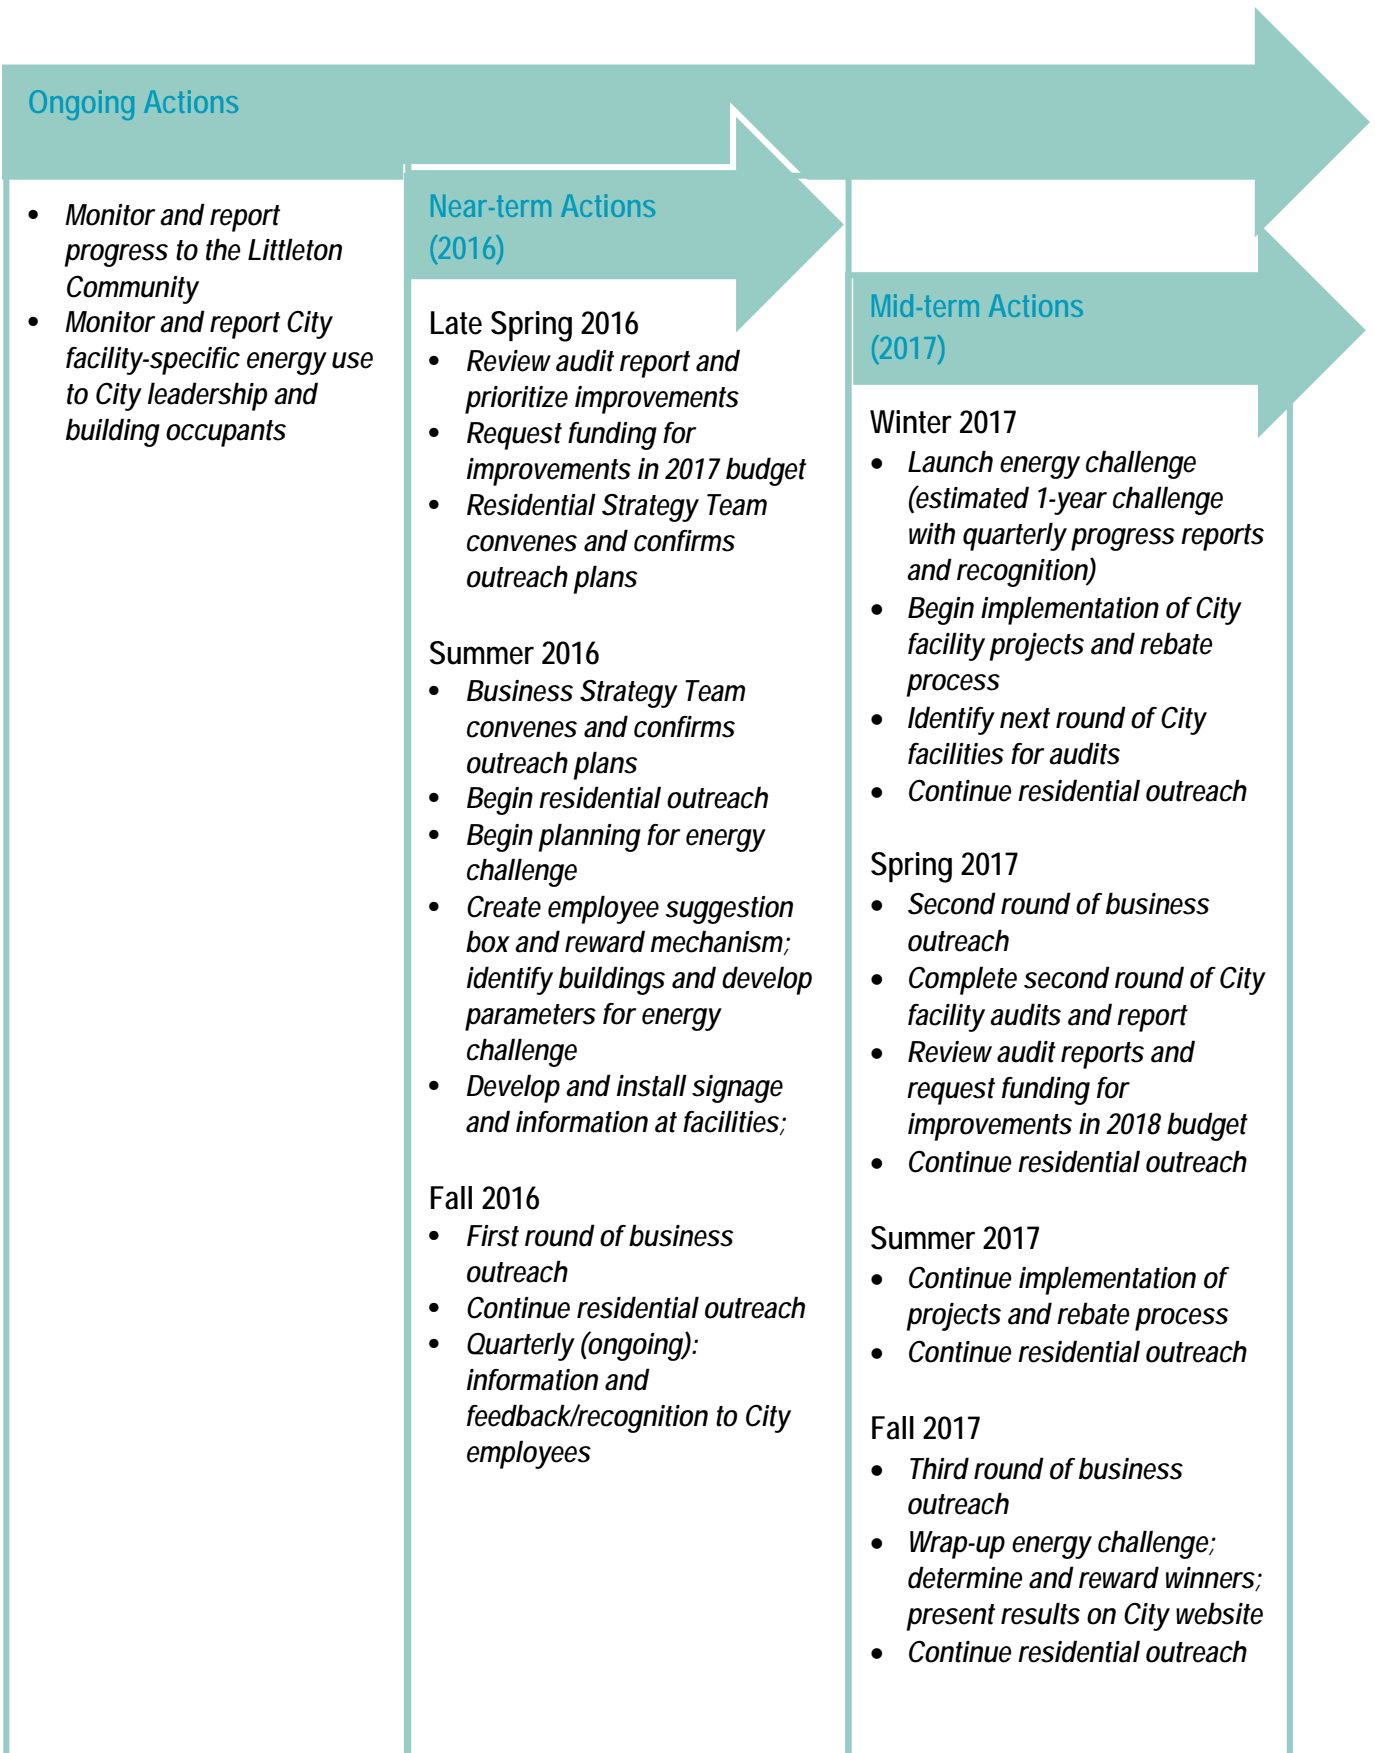 Ongoing Actions
• Monitor and report
progress to the Littleton
Community
• Monitor and report City
facility-specific energy use
to City leadership and
building occupants
Near-term Actions
(2016)
Late Spring 2016
• Review audit report and
prioritize improvements
• Request funding for
improvements in 2017 budget
• Residential Strategy Team
convenes and confirms
outreach plans
Summer 2016
• Business Strategy Team
convenes and confirms
outreach plans
• Begin residential outreach
• Begin planning for energy
challenge
• Create employee suggestion
box and reward mechanism;
identify buildings and develop
parameters for energy
challenge
• Develop and install signage
and information at facilities;
Fall 2016
• First round of business
outreach
• Continue residential outreach
• Quarterly (ongoing):
information and
feedback/recognition to City
employees
Mid-term Actions
(2017)
Winter 2017
• Launch energy challenge
(estimated 1-year challenge
with quarterly progress reports
and recognition)
• Begin implementation of City
facility projects and rebate
process
• Identify next round of City
facilities for audits
• Continue residential outreach
Spring 2017
• Second round of business
outreach
• Complete second round of City
facility audits and report
• Review audit reports and
request funding for
improvements in 2018 budget
• Continue residential outreach
Summer 2017
• Continue implementation of
projects and rebate process
• Continue residential outreach
Fall 2017
• Third round of business
outreach
• Wrap-up energy challenge;
determine and reward winners;
present results on City website
• Continue residential outreach